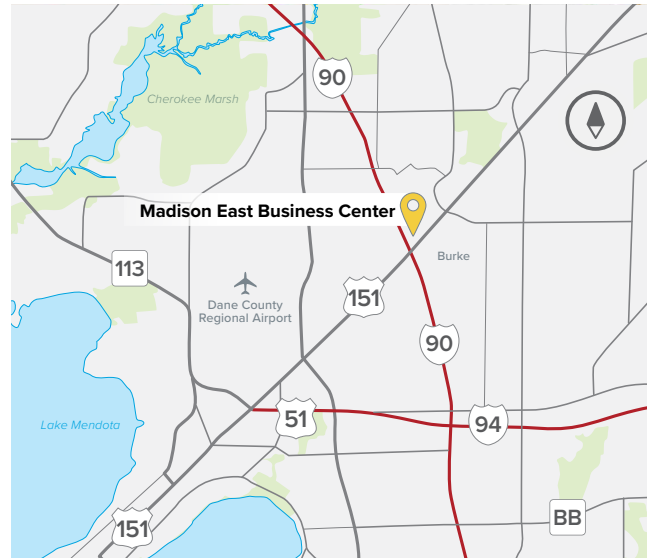 90
Cherokee Marsh
Madison East Business Center
113
Burke
151
Dane County
Regional Airport
90
51
94
Lake Mendota
151
BB